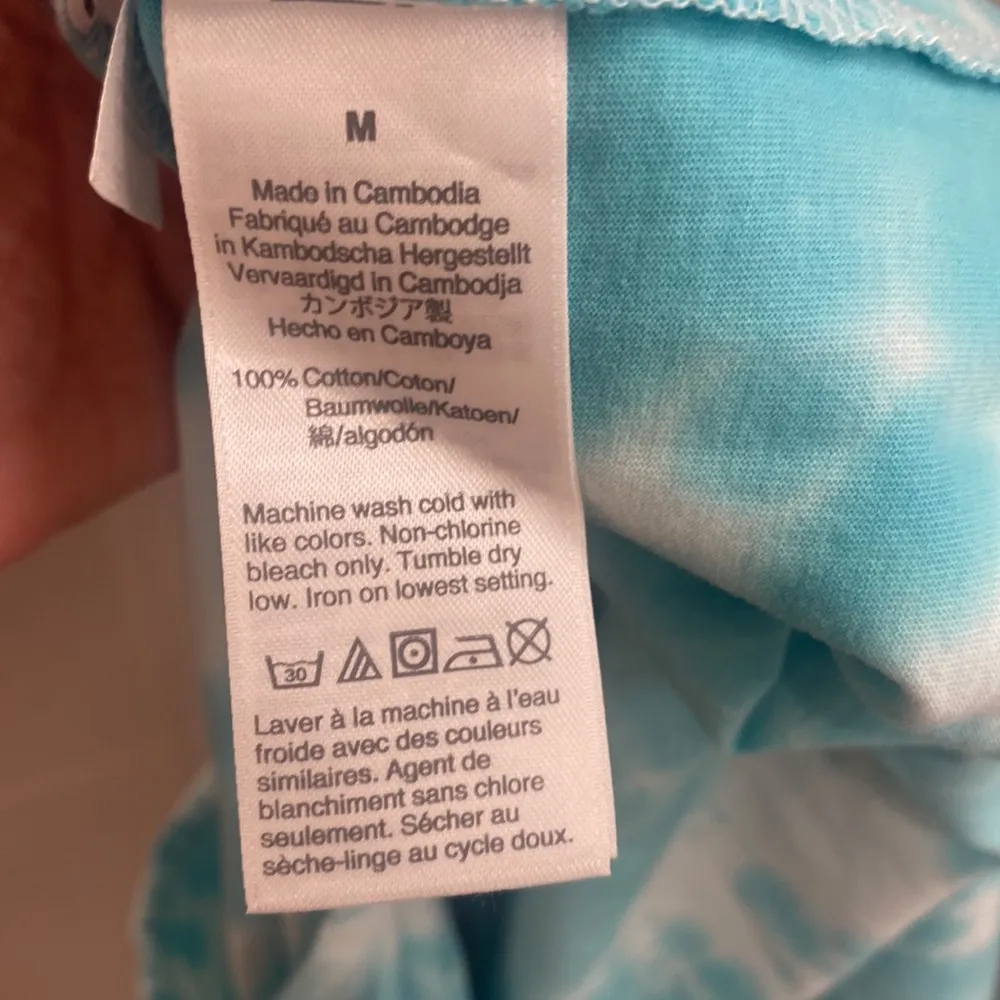 M
Made in Cambodia
Fabriqué au Cambodge
in Kambodscha Hergestellt
Vervaardigd in Cambodja
カンボジア製
Hecho en Camboya
100% Cotton/Coton/
Baumwolle/Katoen/
綿/algodón
Machine wash cold with
like colors. Non-chlorine
bleach only. Tumble dry
low. Iron on lowest setting.
30
Laver à la machine à l'eau
froide avec des couleurs
similaires. Agent de
blanchiment sans chlore
seulement. Sécher au
sèche-linge au cycle doux.